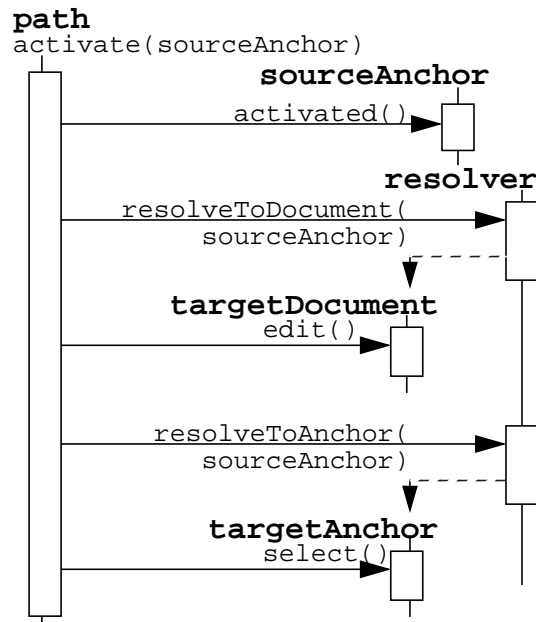 path
activate(sourceAnchor)
sourceAnchor
activated()
resolver
resolveToDocument(
sourceAnchor)
targetDocument
edit()
resolveToAnchor(
sourceAnchor)
targetAnchor
select()